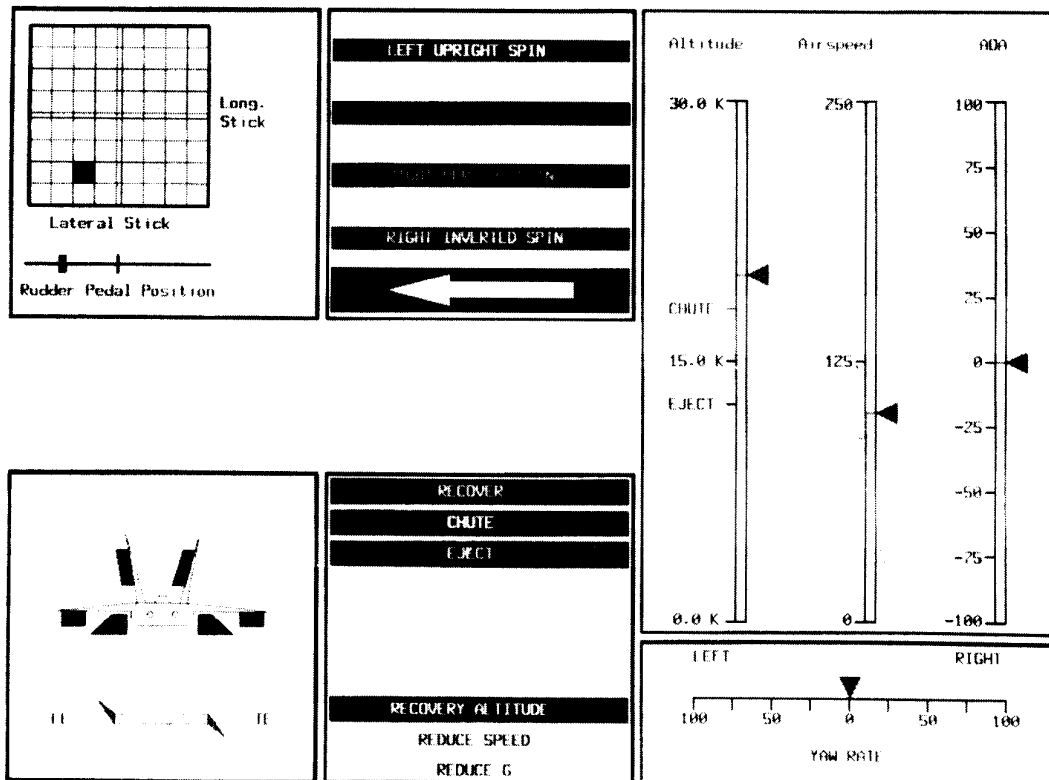 Long.
Stick
Lateral Stick
Rudder Pedal Position
LEFT UPRIGHT SPIN
RIGHT INVERTED SPIN
Altitude Airspeed AOA
30.0 K 250 100
75
50
25
CHUTE
15.0 K 125 0
EJECT
-25
-50
-75
0.0 K 0 -100
RECOVER
CHUTE
EJECT
RECOVERY ALTITUDE
REDUCE SPEED
REDUCE G
LEFT RIGHT
100 50 0 50 100
YAW RATE